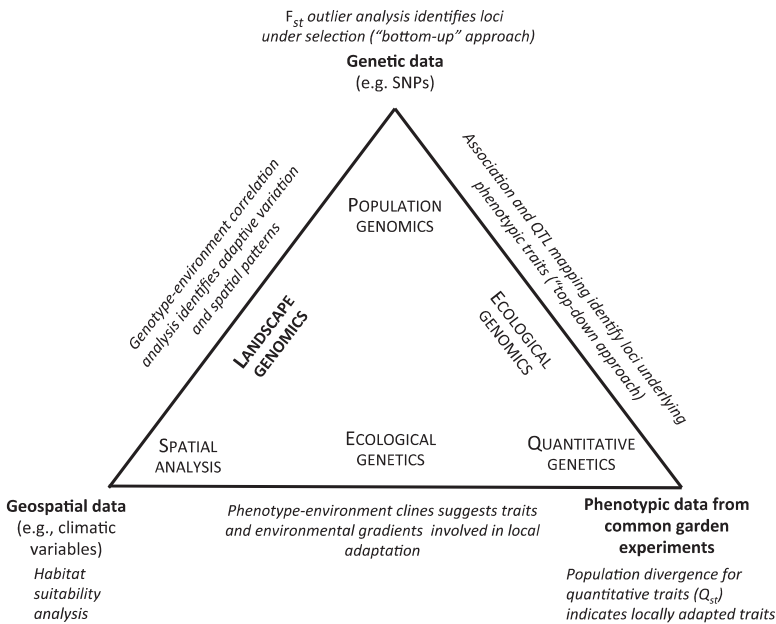 Fst outlier analysis identifies loci
under selection (“bottom-up” approach)
Genetic data
(e.g. SNPs)
Genotype-environment correlation
analysis identifies adaptive variation
and spatial patterns
Association and QTL mapping identify loci underlying
phenotypic traits (“top-down approach)
POPULATION
GENOMICS
LANDSCAPE
GENOMICS
ECOLOGICAL
GENOMICS
SPATIAL
ANALYSIS
ECOLOGICAL
GENETICS
QUANTITATIVE
GENETICS
Geospatial data
(e.g., climatic
variables)
Habitat
suitability
analysis
Phenotype-environment clines suggests traits
and environmental gradients involved in local
adaptation
Phenotypic data from
common garden
experiments
Population divergence for
quantitative traits (Qst)
indicates locally adapted traits